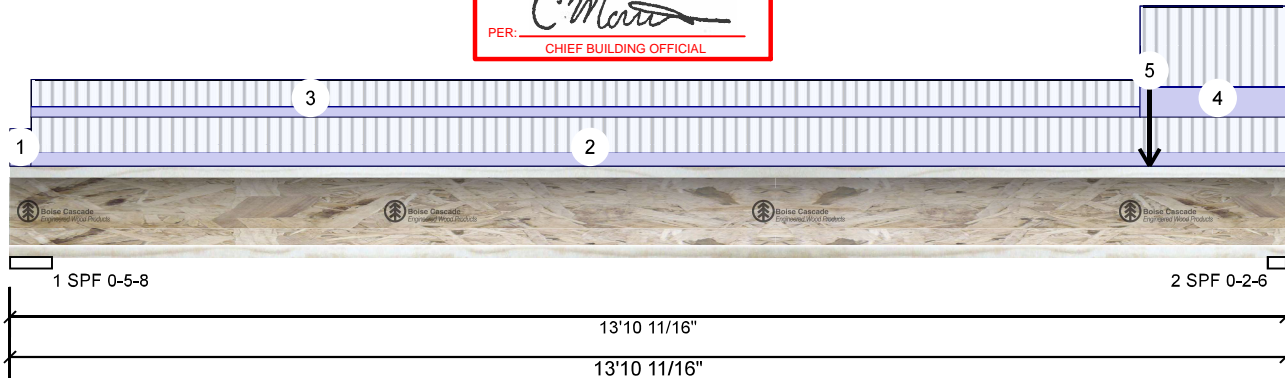 C. Morr
PER:
CHIEF BUILDING OFFICIAL
5
3
4
1
2
Boise Cascade
Engineered Wood Products
Boise Cascade
Engineered Wood Products
Boise Cascade
Engineered Wood Products
Boise Cascade
Engineered Wood Products
1 SPF 0-5-8
2 SPF 0-2-6
13'10 11/16"
13'10 11/16"